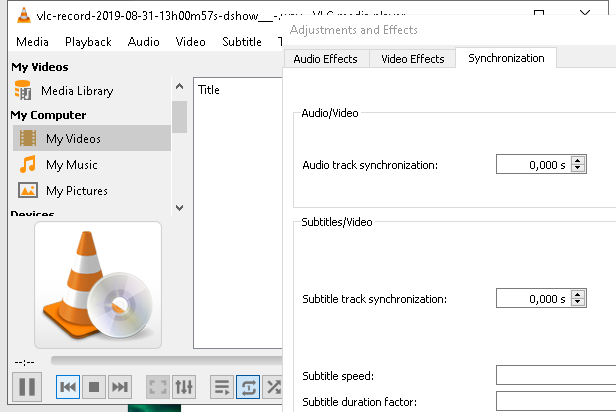 vlc-record-2019-08-31-13h00m57s-dshow___-.wav - VLC media player
Adjustments and Effects
Media Playback Audio Video Subtitle
Audio Effects Video Effects Synchronization
My Videos
Media Library
Title
My Computer
My Videos
My Music
My Pictures
Devices
Audio/Video
Audio track synchronization: 0,000 s
Subtitles/Video
Subtitle track synchronization: 0,000 s
--:--
Subtitle speed:
Subtitle duration factor: